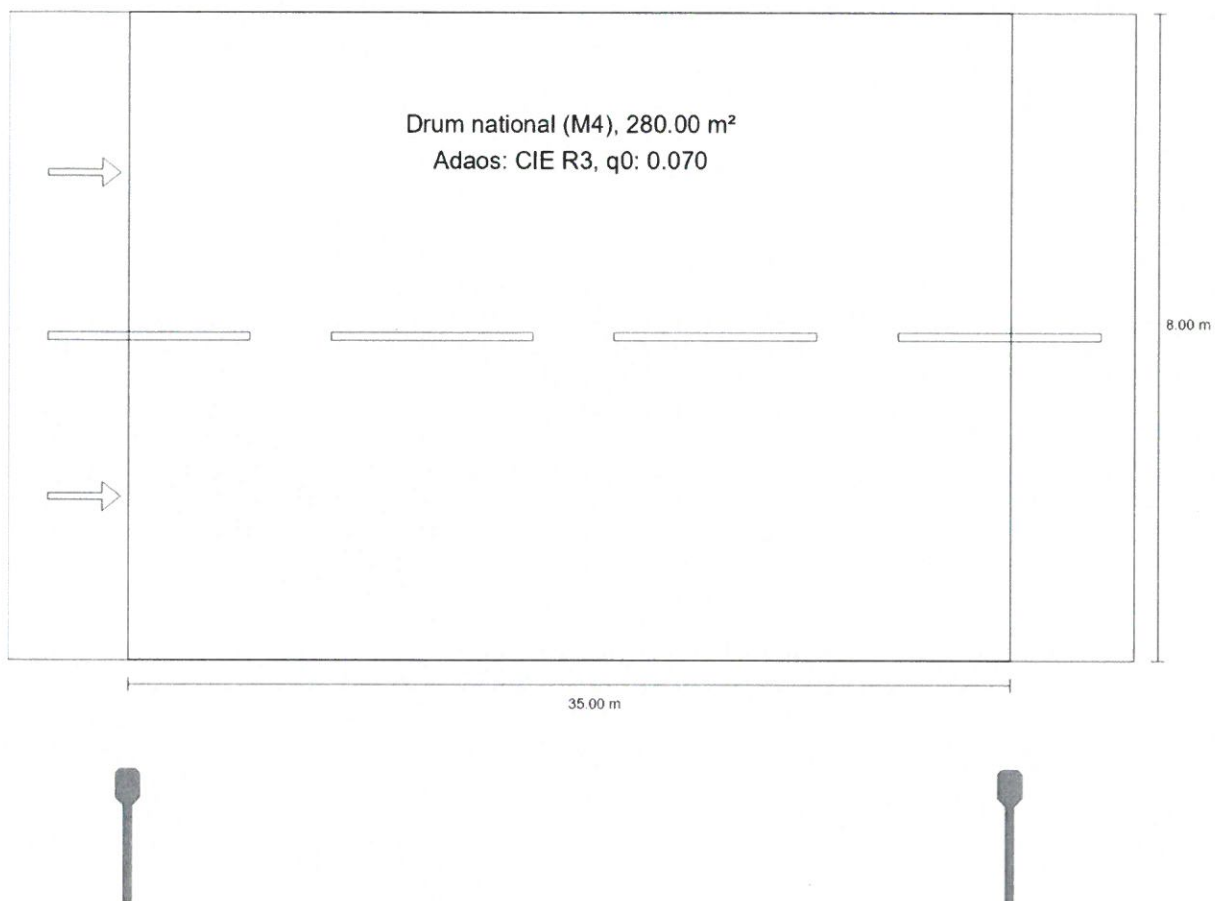 Drum national (M4), 280.00 m²
Adaos: CIE R3, q0: 0.070
8.00 m
35.00 m